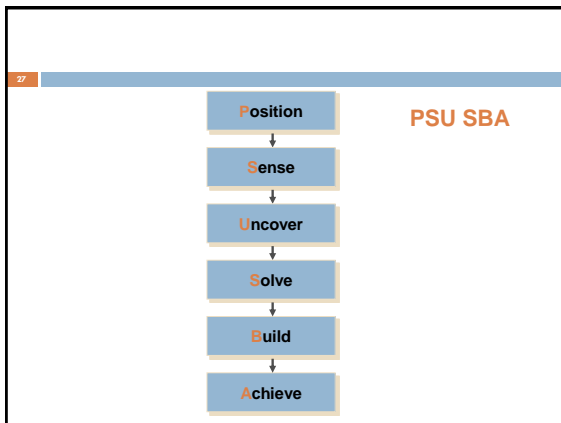 27
Position
PSU SBA
Sense
Uncover
Solve
Build
Achieve